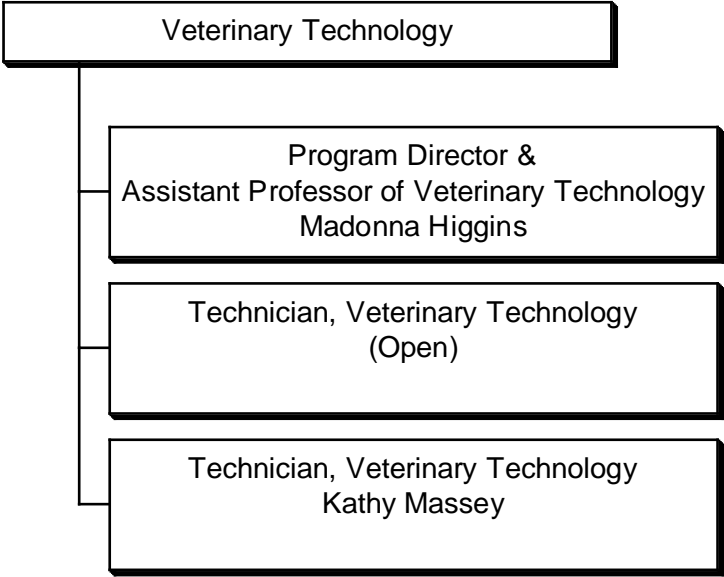 Veterinary Technology
Program Director &
Assistant Professor of Veterinary Technology
Madonna Higgins
Technician, Veterinary Technology
(Open)
Technician, Veterinary Technology
Kathy Massey